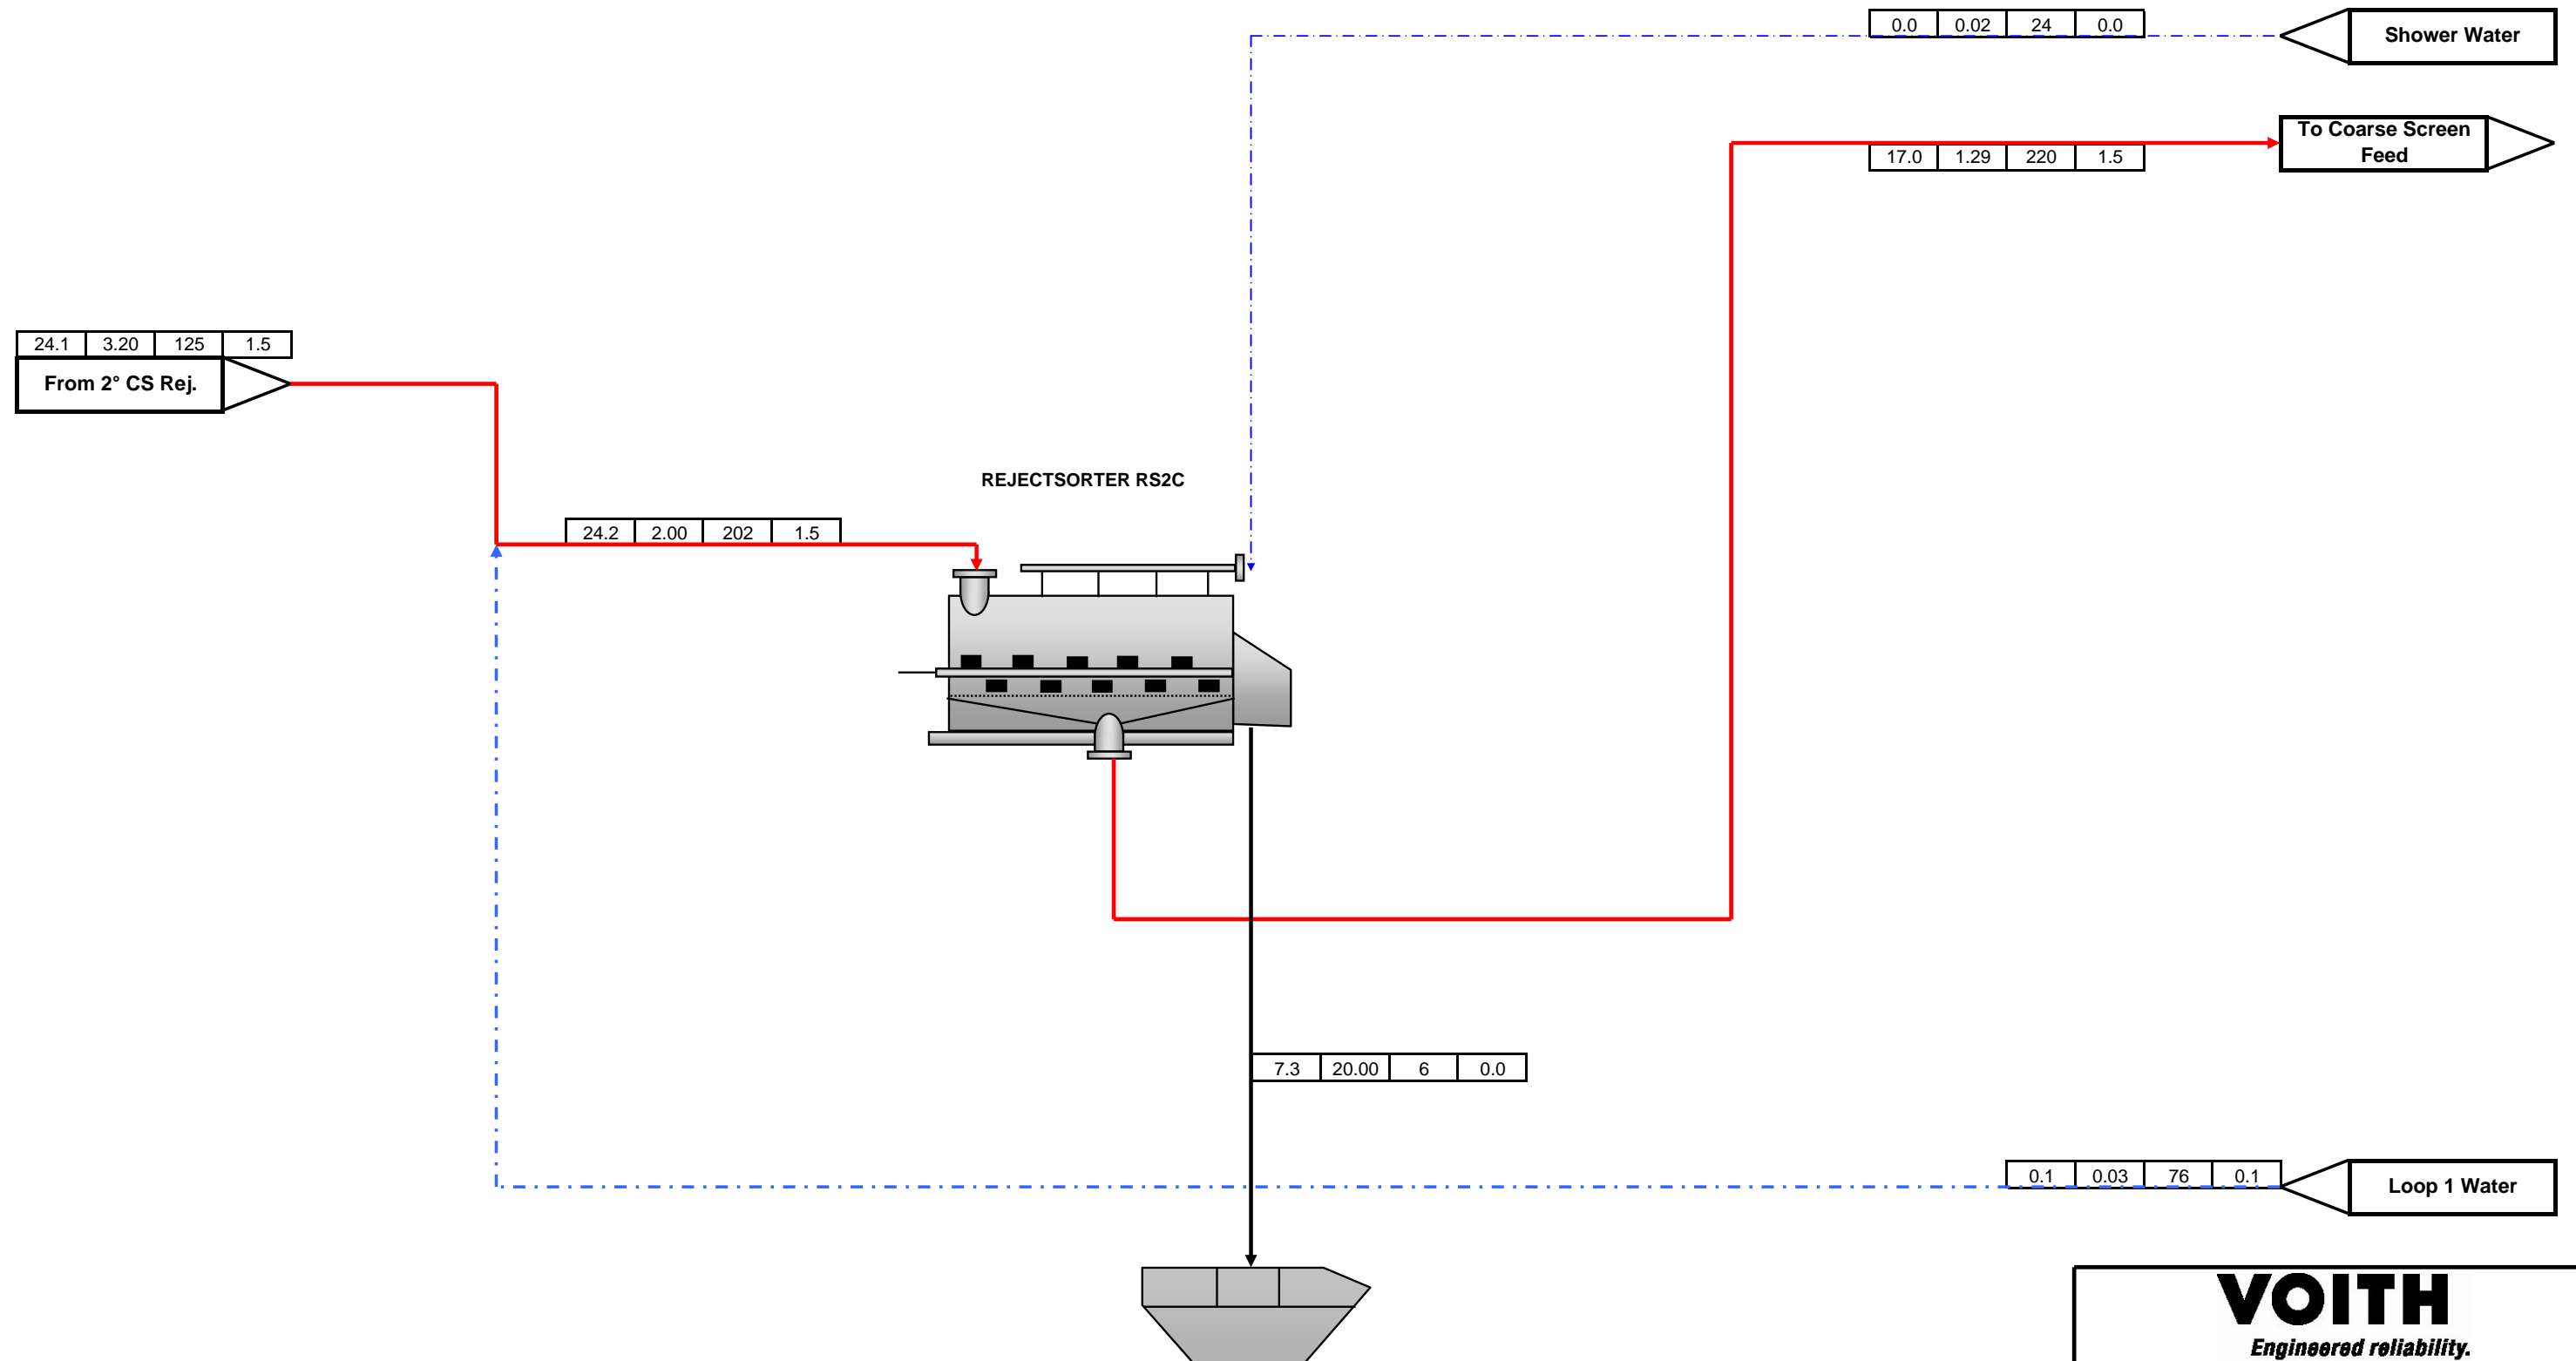 0.0 0.02 24 0.0
Shower Water
To Coarse Screen
Feed
17.0 1.29 220 1.5
24.1 3.20 125 1.5
From 2° CS Rej.
REJECTSORTER RS2C
24.2 2.00 202 1.5
7.3 20.00 6 0.0
0.1 0.03 76 0.1
Loop 1 Water
VOITH
Engineered reliability.